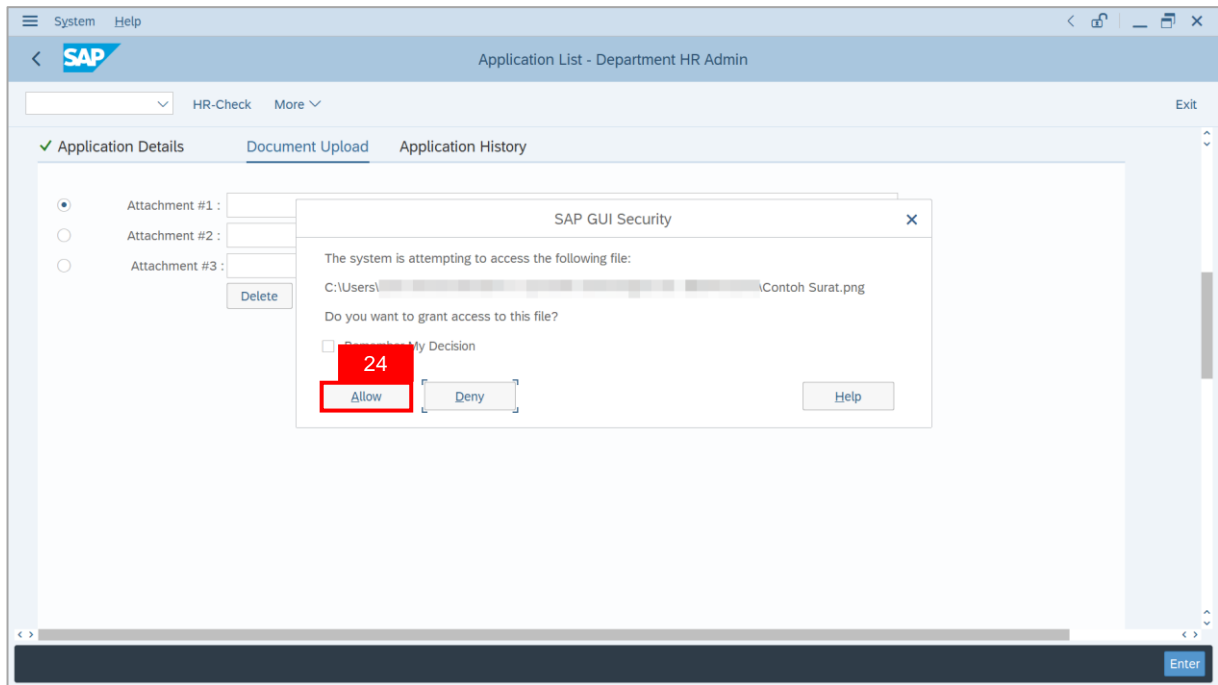 System Help
SAP Application List - Department HR Admin
HR-Check More Exit
Application Details Document Upload Application History
Attachment #1 :
Attachment #2 :
Attachment #3 :
Delete
SAP GUI Security
The system is attempting to access the following file:
C:\Users\ \Contoh Surat.png
Do you want to grant access to this file?
Remember My Decision
24
Allow Deny Help
Enter